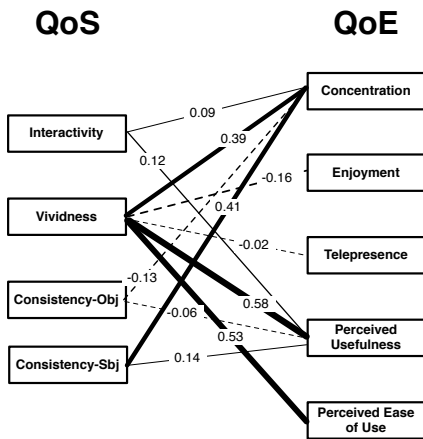 QoS
QoE
Concentration
0.09
Interactivity
0.39
0.12
Enjoyment
-0.16
Vividness
0.41
-0.02
Telepresence
-0.13
Consistency-Obj
0.58
-0.06
0.53
Perceived
Usefulness
Consistency-Sbj
0.14
Perceived Ease
of Use